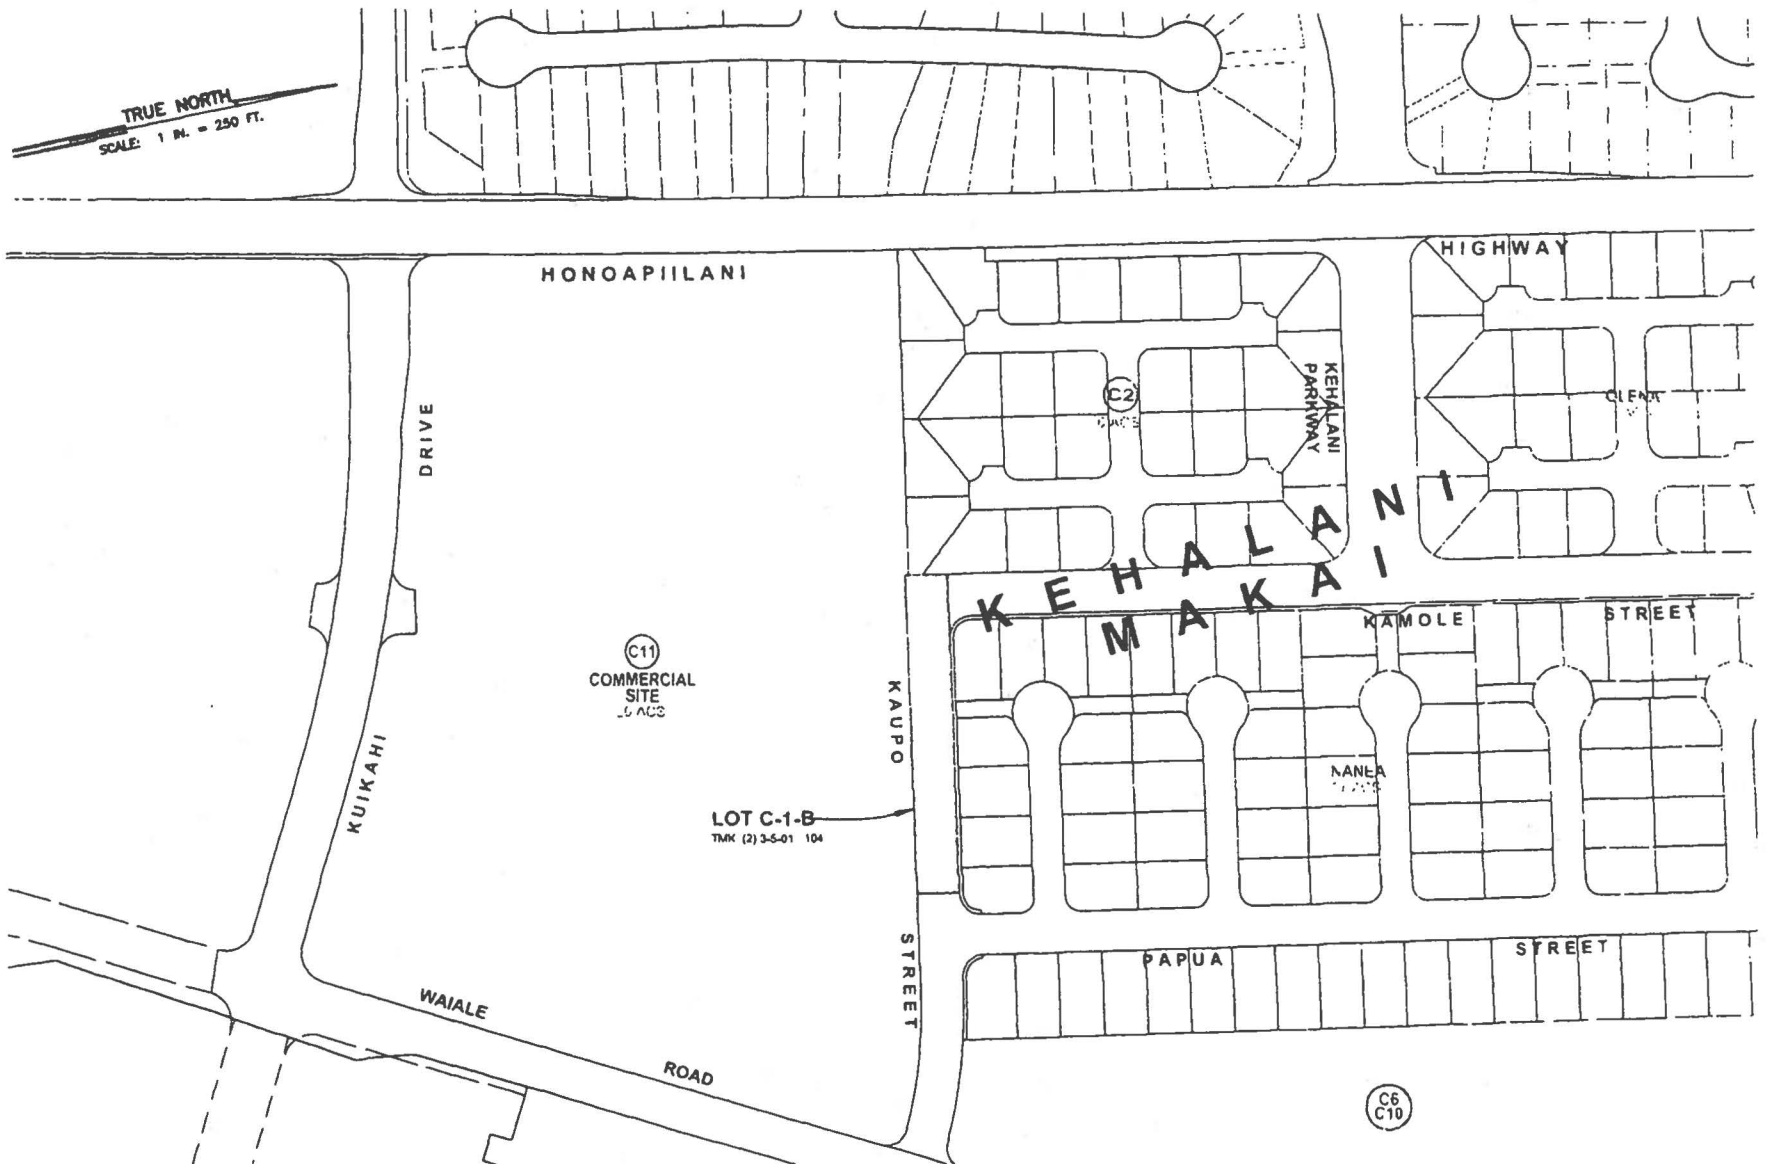 TRUE NORTH
SCALE: 1 IN. = 250 FT.
HONOAPIILANI
HIGHWAY
DRIVE
C2
KEHALANI
PARKWAY
KEHALANI
MAKAI
C11
COMMERCIAL
SITE
KAMOLE
STREET
KAUPO
KUIKAHI
NANEA
LOT C-1-B
TMK (2) 3-5-01 104
STREET
PAPUA
STREET
WAIALE
ROAD
C6
C10